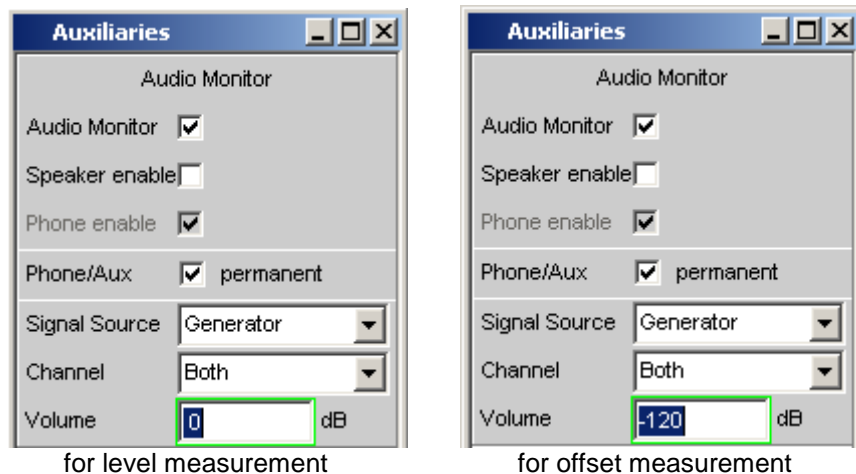 Auxiliaries
Audio Monitor
Audio Monitor
Speaker enable
Phone enable
Phone/Aux permanent
Signal Source Generator
Channel Both
Volume 0 dB
for level measurement
Auxiliaries
Audio Monitor
Audio Monitor
Speaker enable
Phone enable
Phone/Aux permanent
Signal Source Generator
Channel Both
Volume -120 dB
for offset measurement